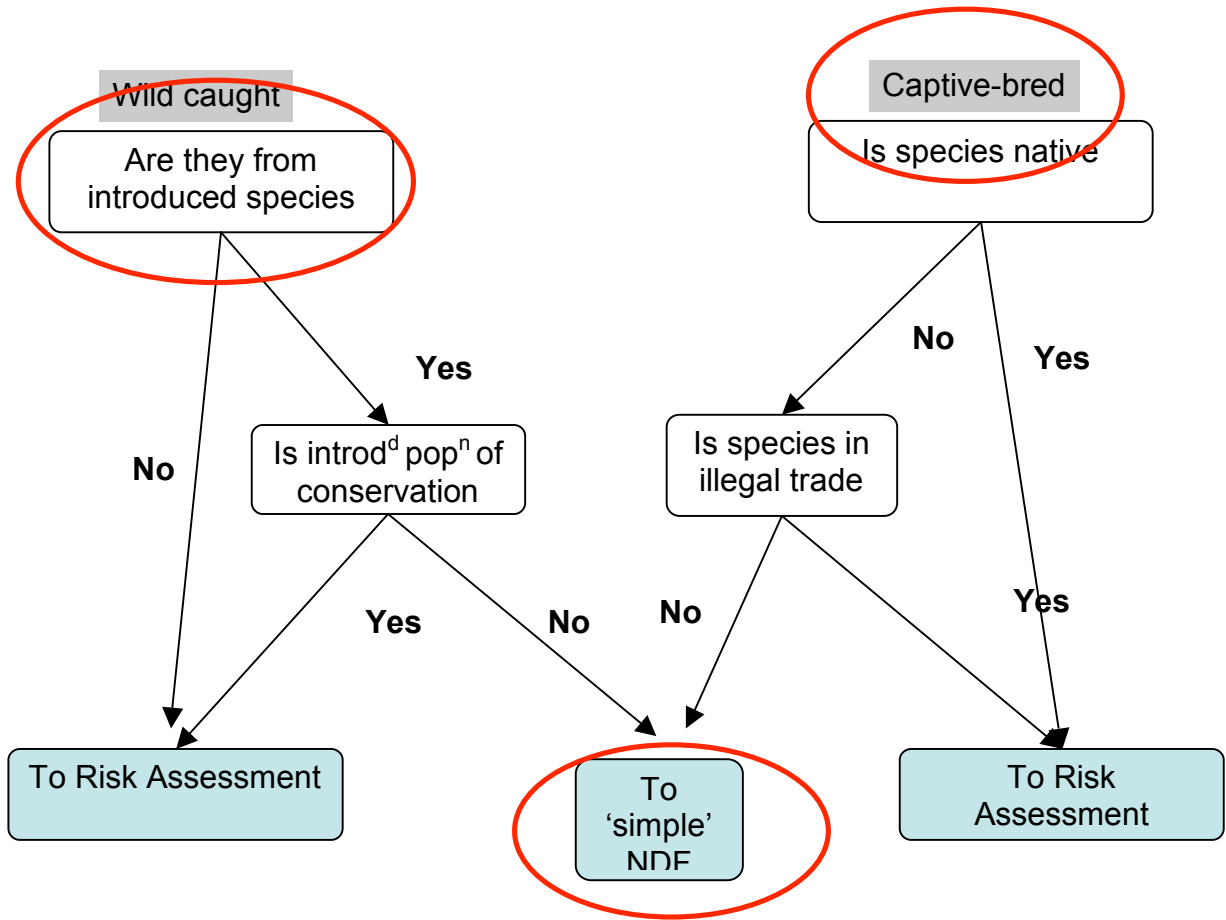 Wild caught
Captive-bred
Are they from
introduced species
Is species native
No
Yes
Yes
Is introdᵈ popⁿ of
conservation
Is species in
illegal trade
No
Yes
No
No
Yes
To Risk Assessment
To
‘simple’
NDF
To Risk
Assessment